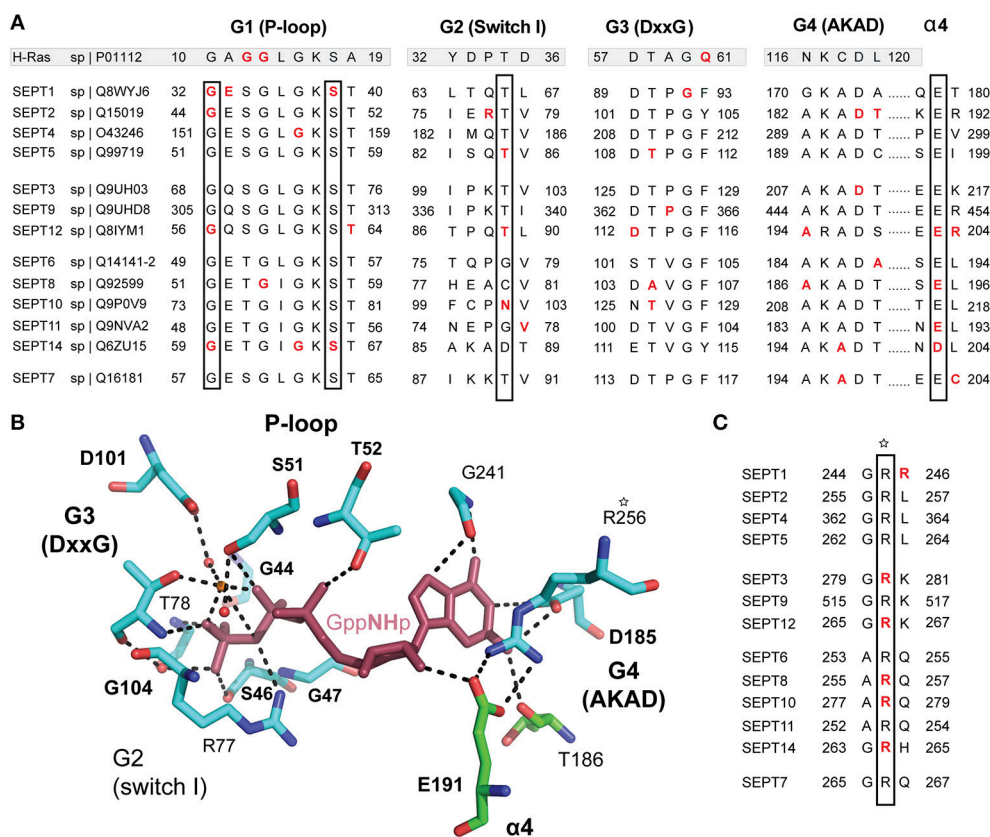 A
G1 (P-loop) G2 (Switch I) G3 (DxxG) G4 (AKAD) α4
H-Ras sp | P01112 10 G A G G L G K S A 19 32 Y D P T D 36 57 D T A G Q 61 116 N K C D L 120
SEPT1 sp | Q8WYJ6 32 G E S G L G K S T 40 63 L T Q T L 67 89 D T P G F 93 170 G K A D A ...... Q E T 180
SEPT2 sp | Q15019 44 G E S G L G K S T 52 75 I E R T V 79 101 D T P G Y 105 182 A K A D T ...... K E R 192
SEPT4 sp | O43246 151 G E S G L G K S T 159 182 I M Q T V 186 208 D T P G F 212 289 A K A D T ...... P E V 299
SEPT5 sp | Q99719 51 G E S G L G K S T 59 82 I S Q T V 86 108 D T P G F 112 189 A K A D C ...... S E I 199
SEPT3 sp | Q9UH03 68 G Q S G L G K S T 76 99 I P K T V 103 125 D T P G F 129 207 A K A D T ...... E E K 217
SEPT9 sp | Q9UHD8 305 G Q S G L G K S T 313 336 I P K T I 340 362 D T P G F 366 444 A K A D T ...... E E R 454
SEPT12 sp | Q8IYM1 56 G Q S G L G K S T 64 86 T P Q T L 90 112 D T P G F 116 194 A R A D S ...... E E R 204
SEPT6 sp | Q14141-2 49 G E T G L G K S T 57 75 T Q P G V 79 101 S T V G F 105 184 A K A D A ...... S E L 194
SEPT8 sp | Q92599 51 G E T G I G K S T 59 77 H E A C V 81 103 D A V G F 107 186 A K A D T ...... S E L 196
SEPT10 sp | Q9P0V9 73 G E T G I G K S T 81 99 F C P N V 103 125 N T V G F 129 208 A K A D T ...... T E L 218
SEPT11 sp | Q9NVA2 48 G E T G I G K S T 56 74 N E P G V 78 100 D T V G F 104 183 A K A D T ...... N E L 193
SEPT14 sp | Q6ZU15 59 G E T G I G K S T 67 85 A K A D T 89 111 E T V G Y 115 194 A K A D T ...... N D L 204
SEPT7 sp | Q16181 57 G E S G L G K S T 65 87 I K K T V 91 113 D T P G F 117 194 A K A D T ...... E E C 204
B
P-loop
D101
S51
T52
G241
☆
R256
G3
(DxxG)
G44
T78
GppNHp
D185
G4
(AKAD)
G104
S46
G47
R77
T186
G2
(switch I)
E191
α4
C
☆
SEPT1 244 G R R 246
SEPT2 255 G R L 257
SEPT4 362 G R L 364
SEPT5 262 G R L 264
SEPT3 279 G R K 281
SEPT9 515 G R K 517
SEPT12 265 G R K 267
SEPT6 253 A R Q 255
SEPT8 255 A R Q 257
SEPT10 277 A R Q 279
SEPT11 252 A R Q 254
SEPT14 263 G R H 265
SEPT7 265 G R Q 267